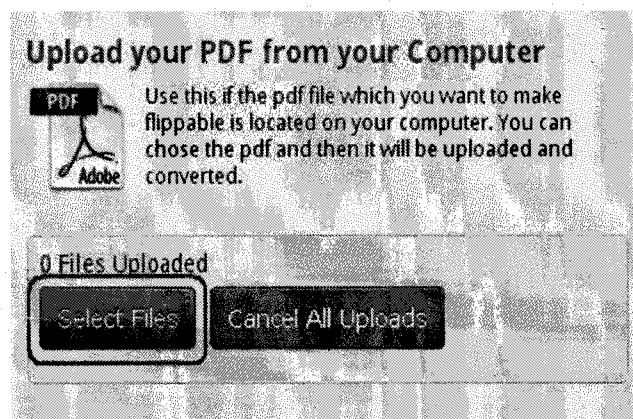 Upload your PDF from your Computer
PDF
Adobe
Use this if the pdf file which you want to make
flippable is located on your computer. You can
chose the pdf and then it will be uploaded and
converted.
0 Files Uploaded
Select Files
Cancel All Uploads